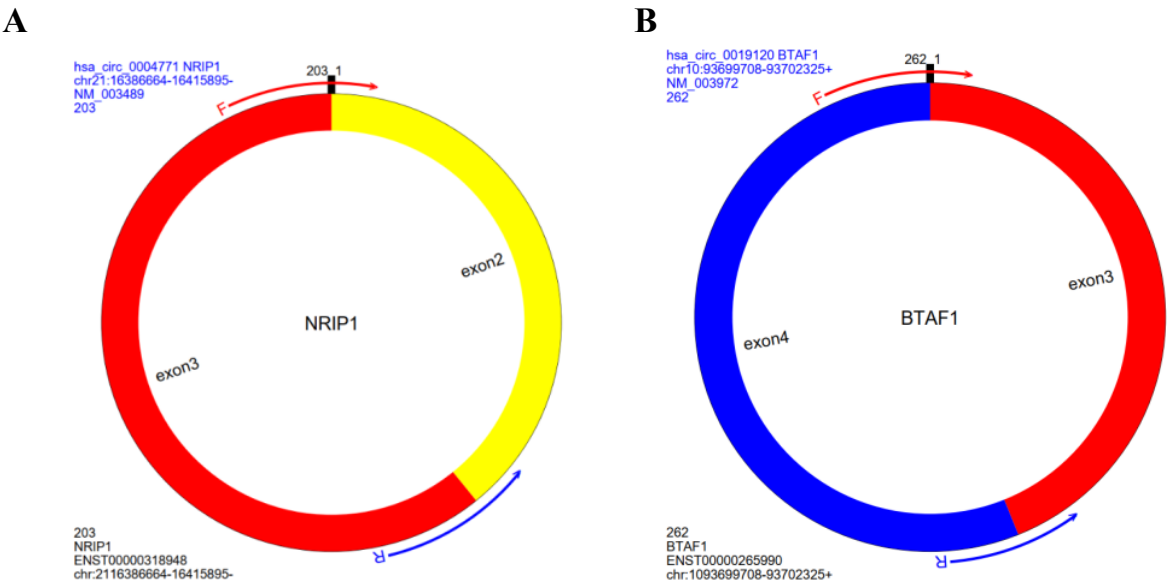 A
hsa_circ_0004771 NRIP1
chr21:16386664-16415895-
NM_003489
203
203_1
F
exon2
NRIP1
exon3
R
203
NRIP1
ENST00000318948
chr:2116386664-16415895-
B
hsa_circ_0019120 BTAF1
chr10:93699708-93702325+
NM_003972
262
262_1
F
exon3
BTAF1
exon4
R
262
BTAF1
ENST00000265990
chr:1093699708-93702325+